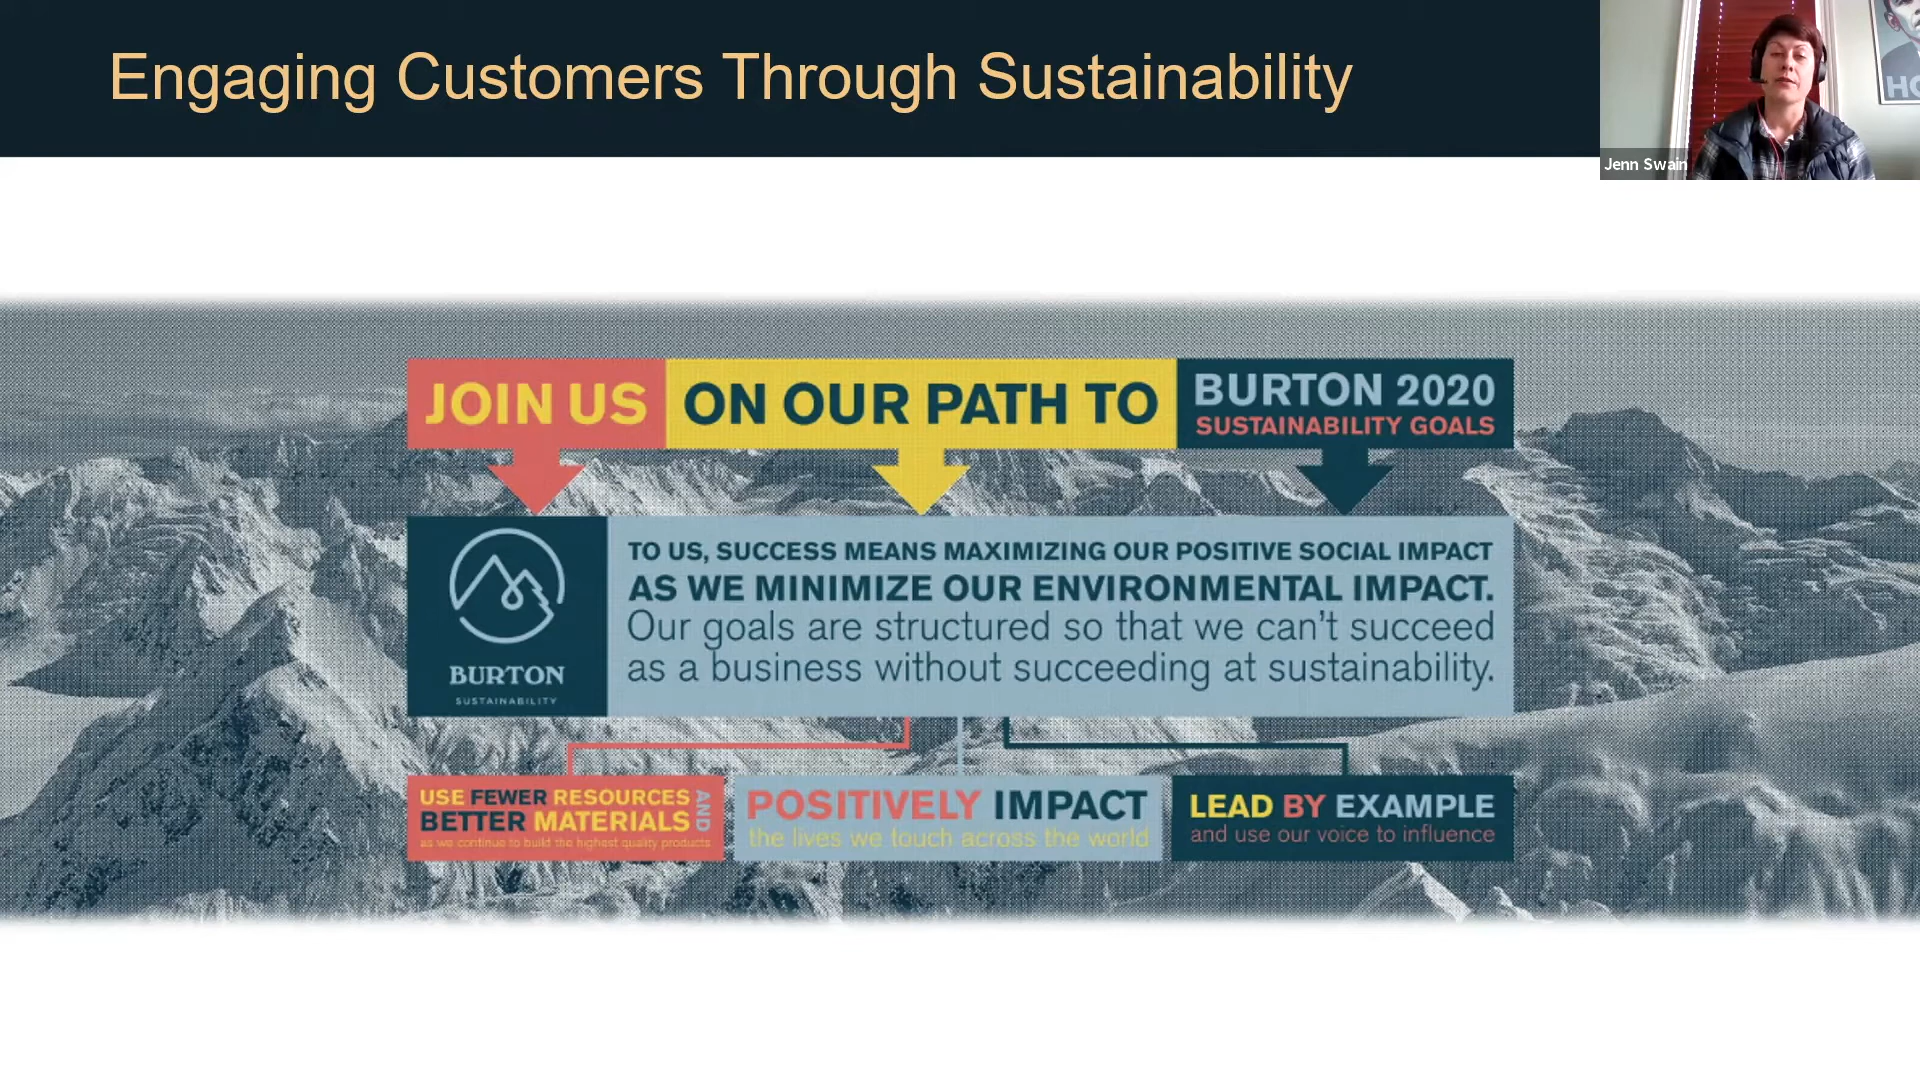 Engaging Customers Through Sustainability
Jenn Swain
JOIN US ON OUR PATH TO BURTON 2020
SUSTAINABILITY GOALS
TO US, SUCCESS MEANS MAXIMIZING OUR POSITIVE SOCIAL IMPACT
AS WE MINIMIZE OUR ENVIRONMENTAL IMPACT.
Our goals are structured so that we can't succeed
as a business without succeeding at sustainability.
BURTON
SUSTAINABILITY
USE FEWER RESOURCES AND
BETTER MATERIALS
as we continue to build the highest quality products
POSITIVELY IMPACT
the lives we touch across the world
LEAD BY EXAMPLE
and use our voice to influence